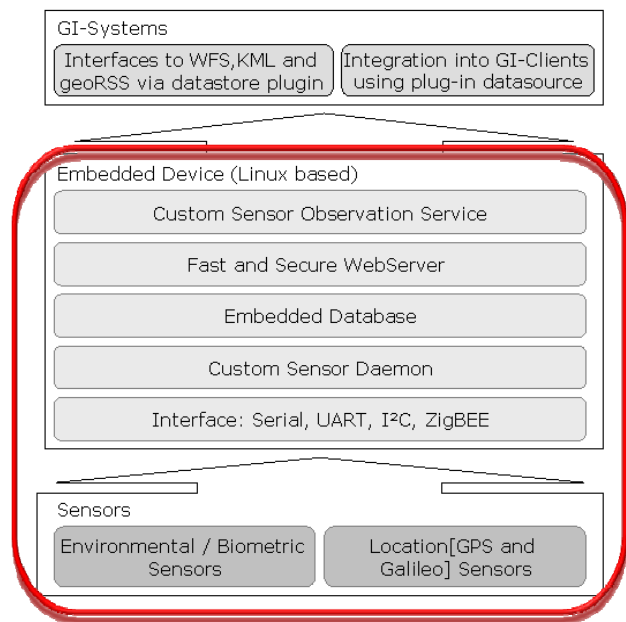 GI-Systems
Interfaces to WFS,KML and
geoRSS via datastore plugin
Integration into GI-Clients
using plug-in datasource
Embedded Device (Linux based)
Custom Sensor Observation Service
Fast and Secure WebServer
Embedded Database
Custom Sensor Daemon
Interface: Serial, UART, I²C, ZigBEE
Sensors
Environmental / Biometric
Sensors
Location[GPS and
Galileo] Sensors